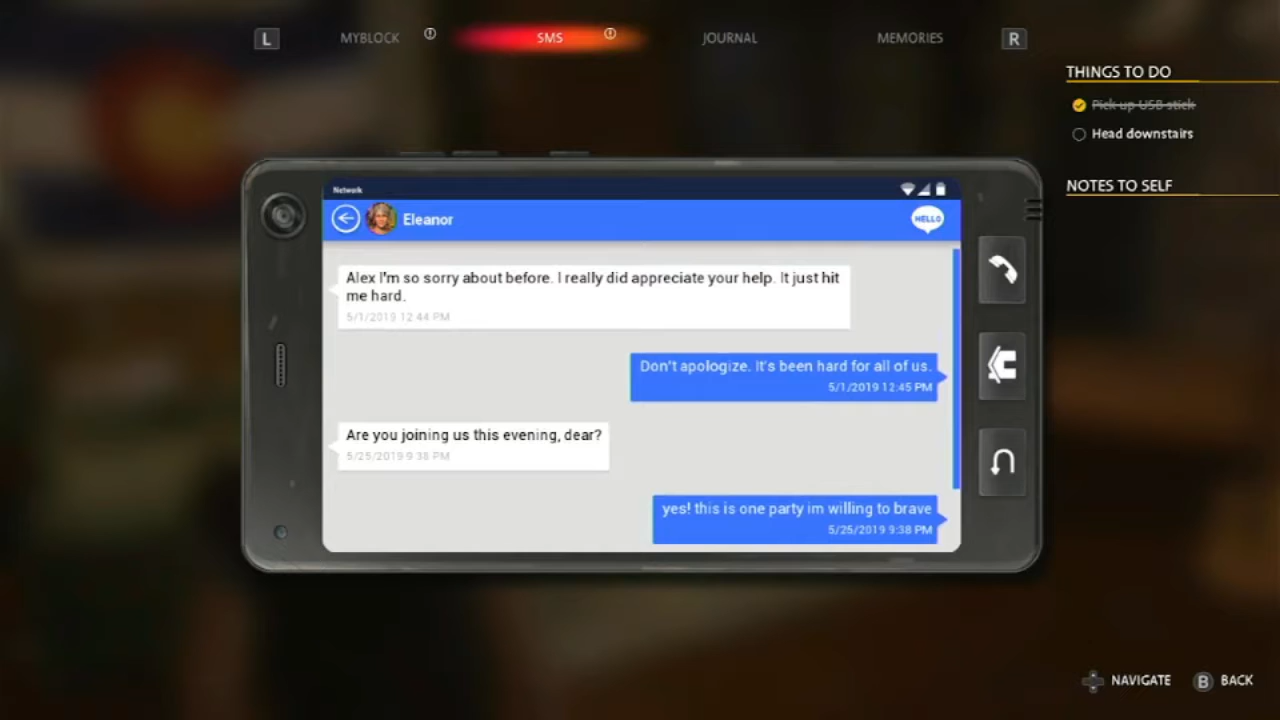 L
MYBLOCK
SMS
JOURNAL
MEMORIES
R
THINGS TO DO
Pick up USB stick
Head downstairs
NOTES TO SELF
Network
Eleanor
HELLO
Alex I'm so sorry about before. I really did appreciate your help. It just hit
me hard.
5/1/2019 12:44 PM
Don't apologize. It's been hard for all of us.
5/1/2019 12:45 PM
Are you joining us this evening, dear?
5/25/2019 9:38 PM
yes! this is one party im willing to brave
5/25/2019 9:38 PM
NAVIGATE
B BACK